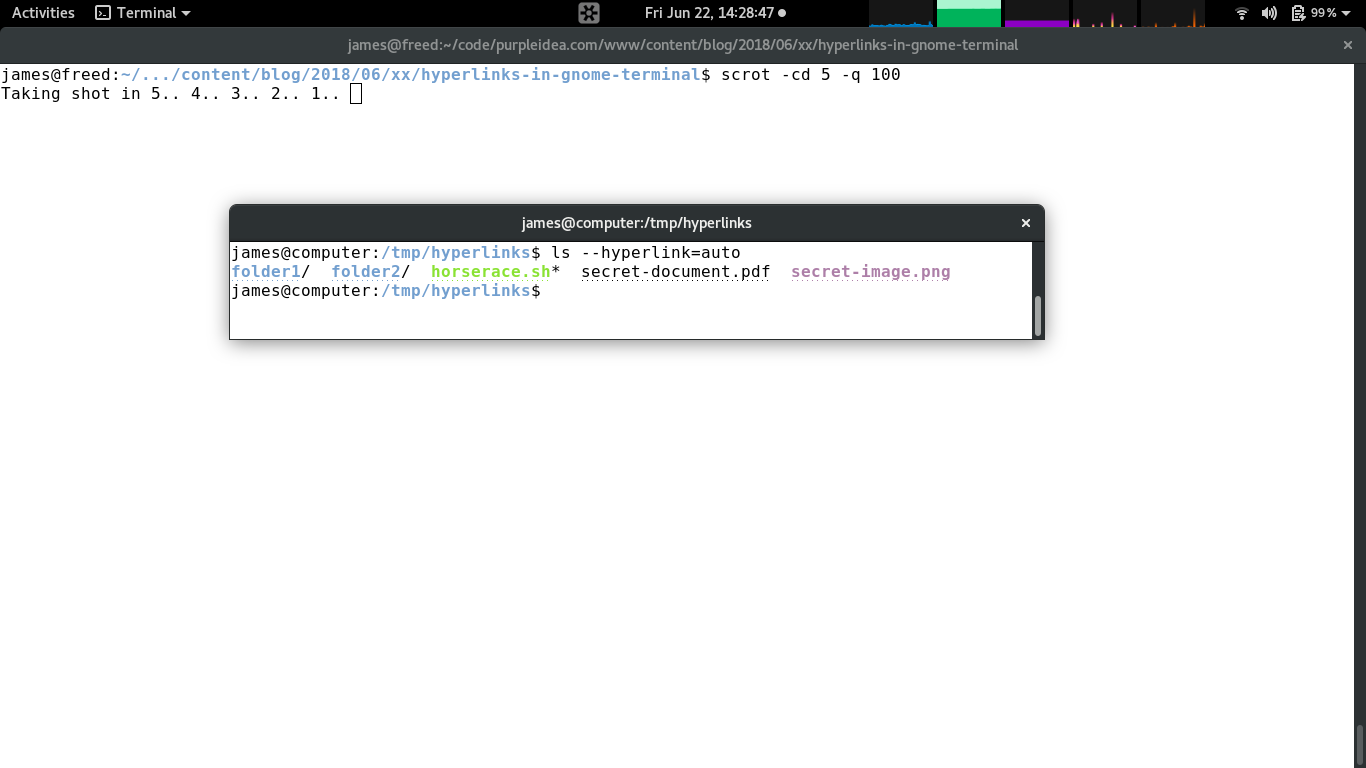 Activities Terminal Fri Jun 22, 14:28:47 99%
james@freed:~/code/purpleidea.com/www/content/blog/2018/06/xx/hyperlinks-in-gnome-terminal ×
james@freed:~/.../content/blog/2018/06/xx/hyperlinks-in-gnome-terminal$ scrot -cd 5 -q 100
Taking shot in 5.. 4.. 3.. 2.. 1..
james@computer:/tmp/hyperlinks ×
james@computer:/tmp/hyperlinks$ ls --hyperlink=auto
folder1/ folder2/ horserace.sh* secret-document.pdf secret-image.png
james@computer:/tmp/hyperlinks$